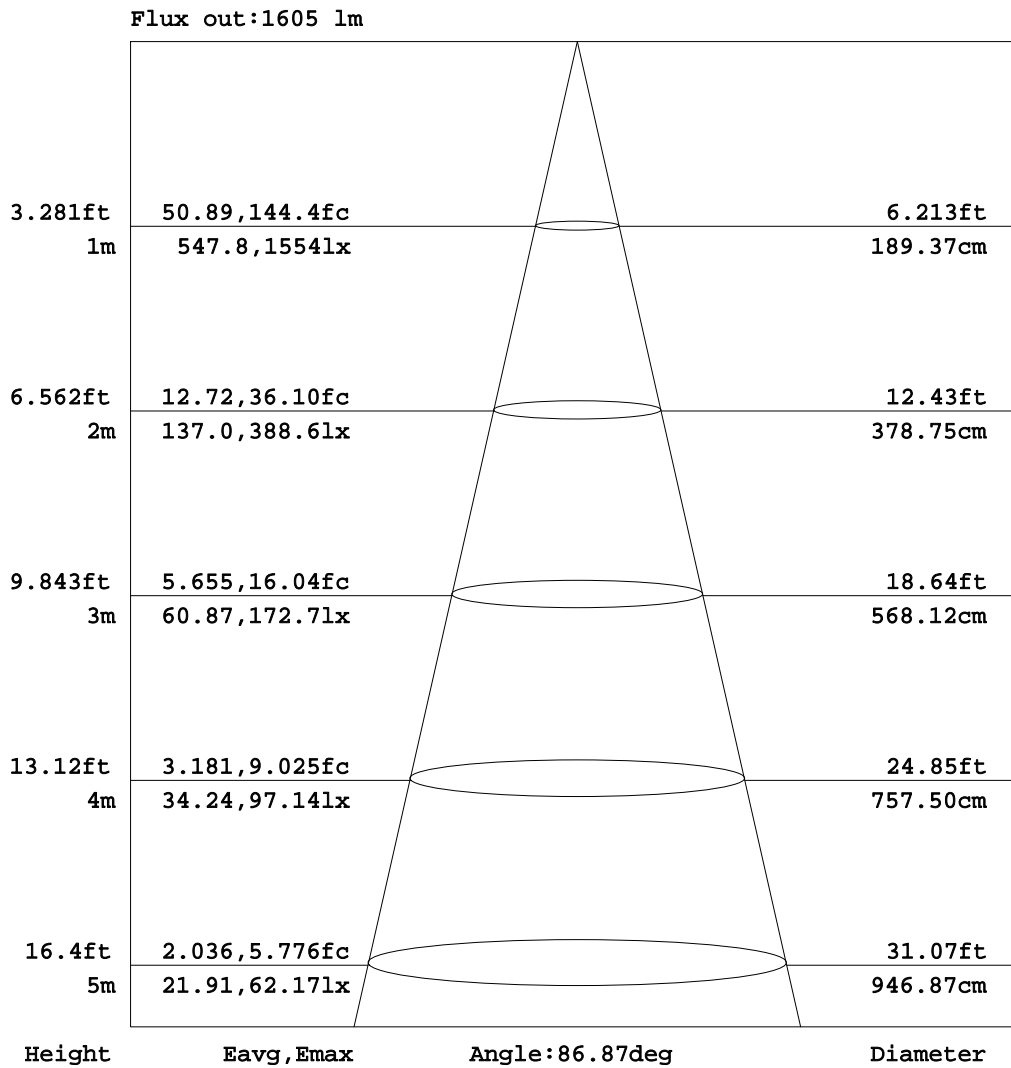 Flux out:1605 lm
3.281ft 50.89,144.4fc 6.213ft
1m 547.8,1554lx 189.37cm
6.562ft 12.72,36.10fc 12.43ft
2m 137.0,388.6lx 378.75cm
9.843ft 5.655,16.04fc 18.64ft
3m 60.87,172.7lx 568.12cm
13.12ft 3.181,9.025fc 24.85ft
4m 34.24,97.14lx 757.50cm
16.4ft 2.036,5.776fc 31.07ft
5m 21.91,62.17lx 946.87cm
Height Eavg,Emax Angle:86.87deg Diameter